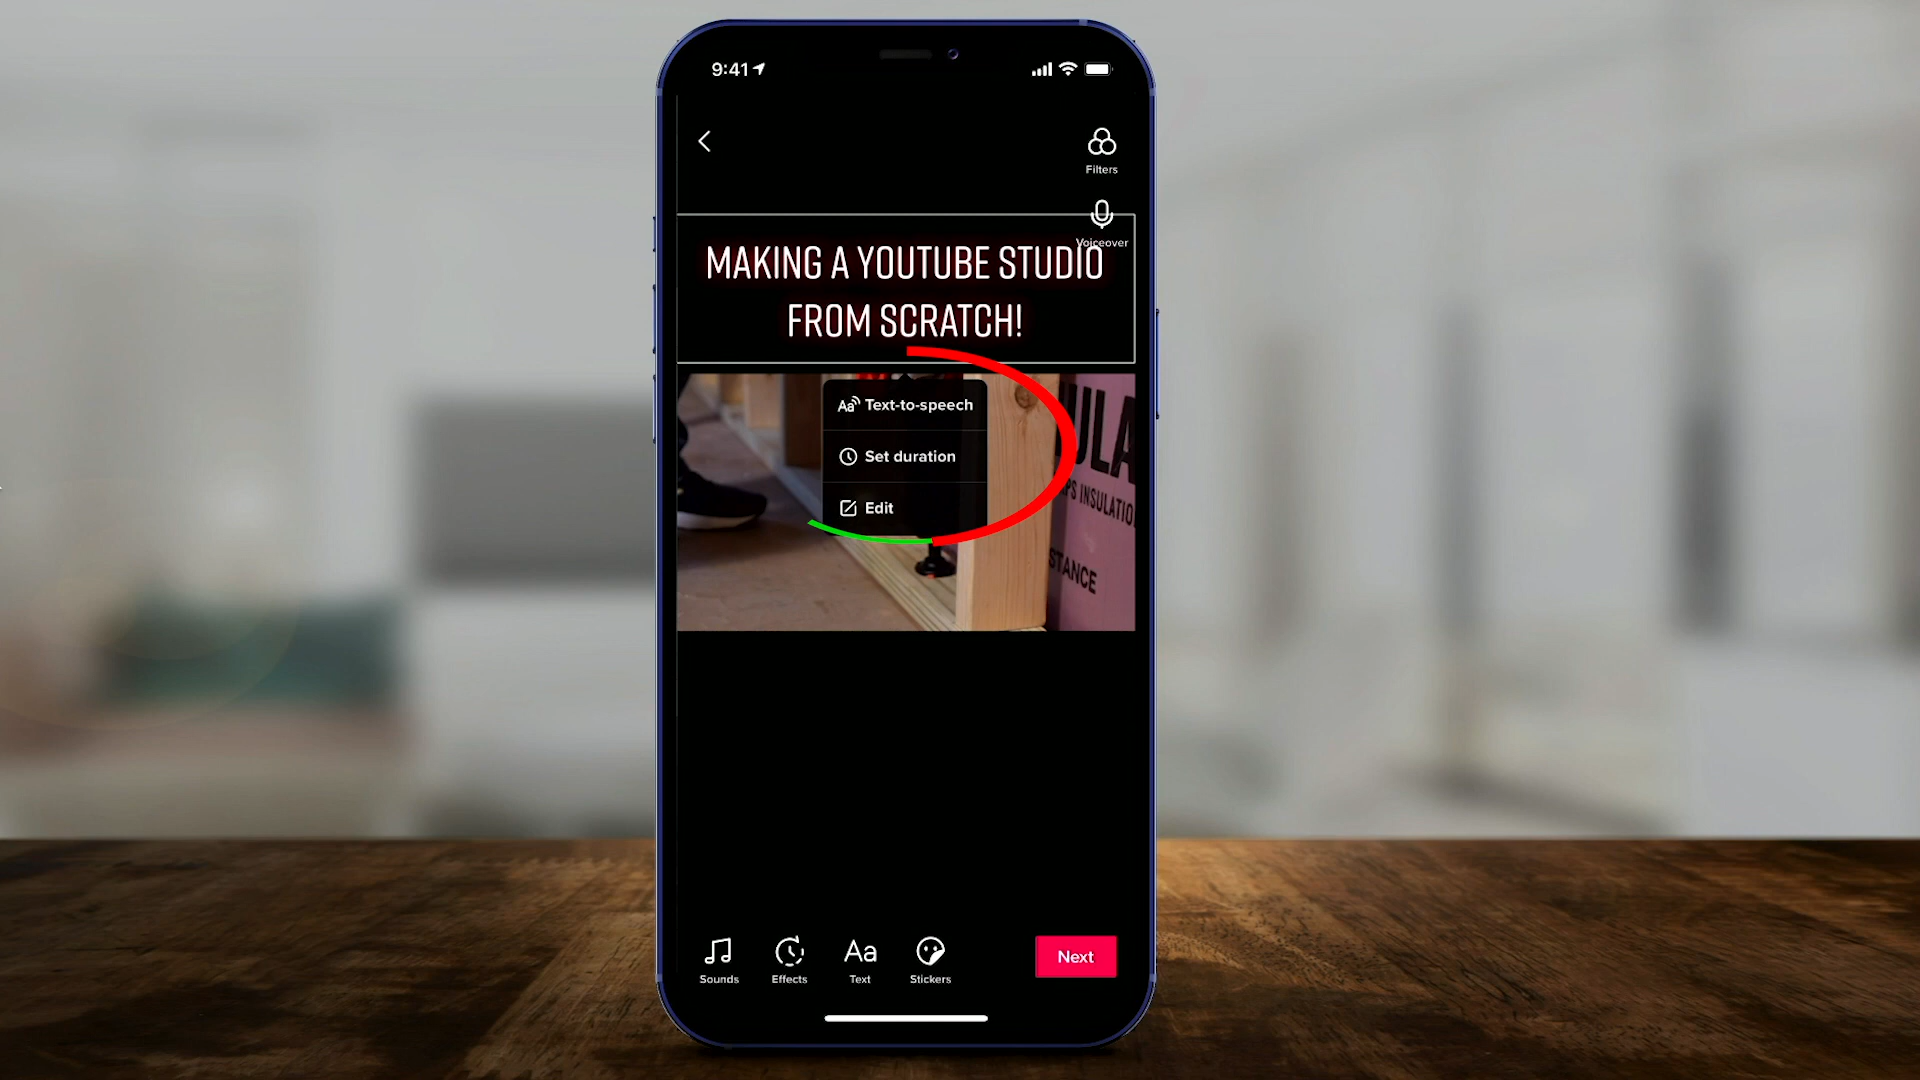 9:41
Filters
Voiceover
MAKING A YOUTUBE STUDIO
FROM SCRATCH!
Text-to-speech
Set duration
Edit
INSULATIO
STANCE
Aa
Sounds
Effects
Text
Stickers
Next